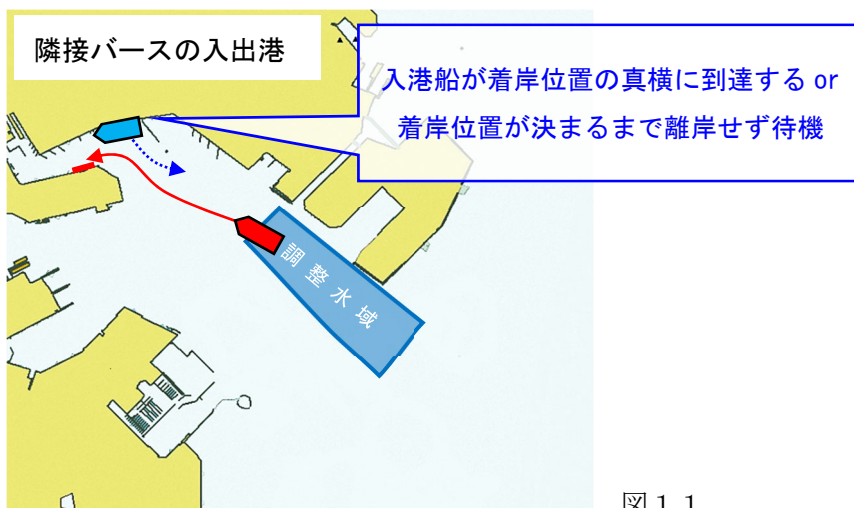 隣接バースの入出港
入港船が着岸位置の真横に到達する or
着岸位置が決まるまで離岸せず待機
調整水域
図１１